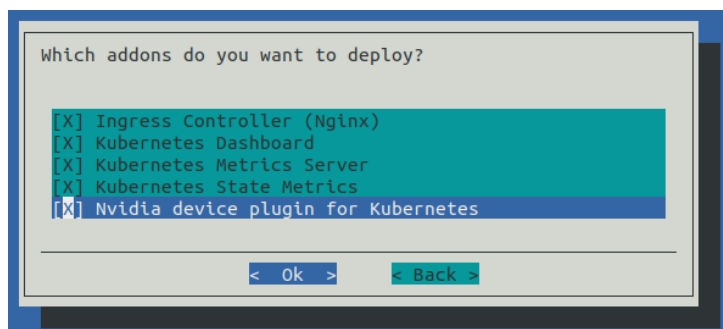 Which addons do you want to deploy?
[X] Ingress Controller (Nginx)
[X] Kubernetes Dashboard
[X] Kubernetes Metrics Server
[X] Kubernetes State Metrics
[X] Nvidia device plugin for Kubernetes
< Ok > < Back >